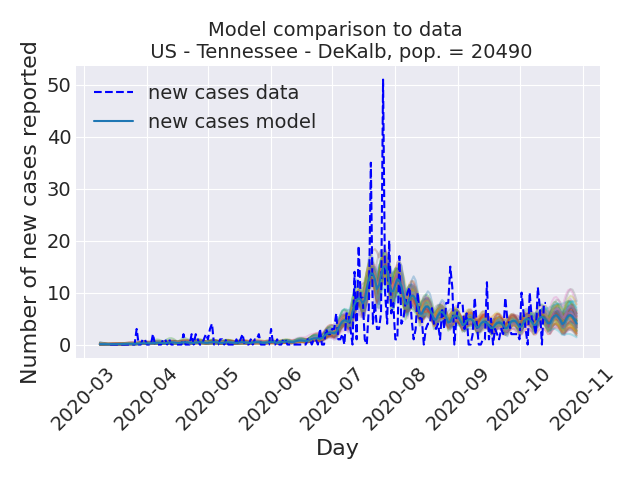 Model comparison to data
US - Tennessee - DeKalb, pop. = 20490
Number of new cases reported
50
40
30
20
10
0
new cases data
new cases model
2020-03
2020-04
2020-05
2020-06
2020-07
2020-08
2020-09
2020-10
2020-11
Day